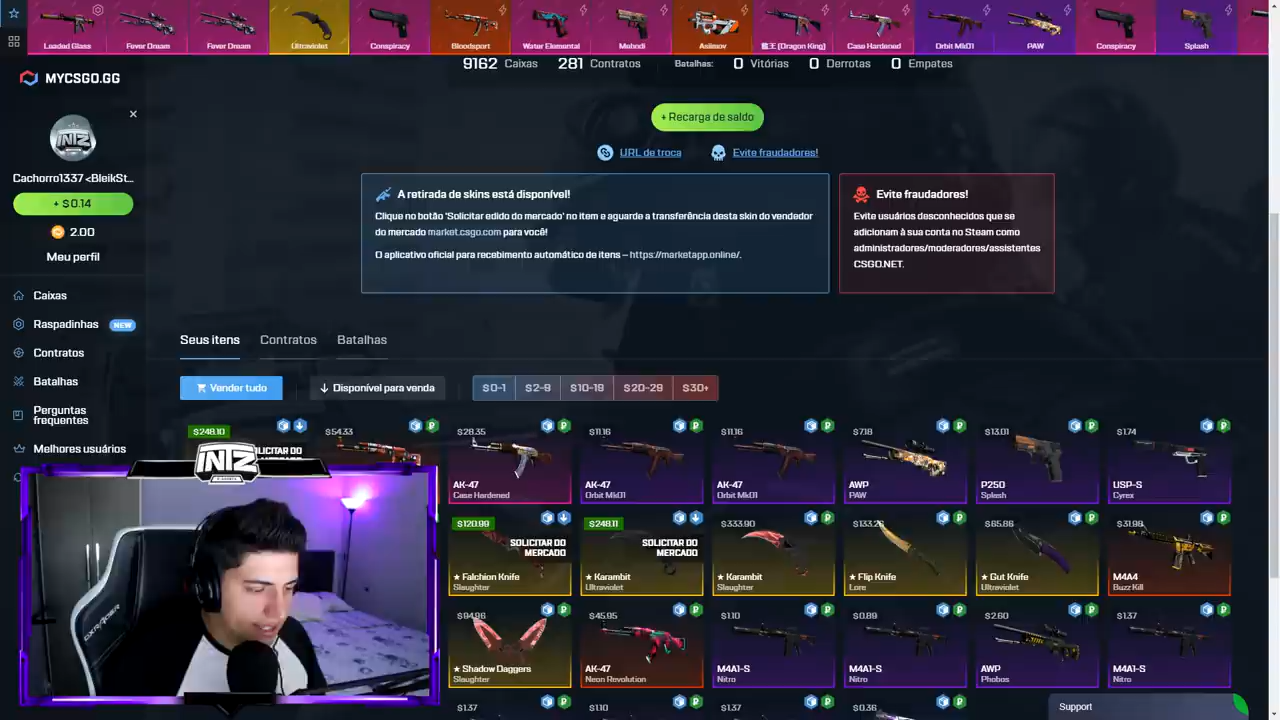 Loaded Glass
Fever Dream
Fever Dream
Ultraviolet
Conspiracy
Bloodsport
Water Elemental
Mehndi
Asiimov
龍王 (Dragon King)
Case Hardened
Orbit Mk01
PAW
Conspiracy
Splash
9162 Caixas 281 Contratos Batalhas: 0 Vitórias 0 Derrotas 0 Empates
MYCSGO.GG
+ Recarga de saldo
URL de troca
Evite fraudadores!
Cachorro1337 <BleikSt...
+ $0.14
2.00
Meu perfil
A retirada de skins está disponível!
Clique no botão 'Solicitar edido do mercado' no item e aguarde a transferência desta skin do vendedor
do mercado market.csgo.com para você!
O aplicativo oficial para recebimento automático de itens – https://marketapp.online/.
Evite fraudadores!
Evite usuários desconhecidos que se
adicionam à sua conta no Steam como
administradores/moderadores/assistentes
CSGO.NET.
Caixas
Raspadinhas NEW
Contratos
Batalhas
Perguntas
frequentes
Melhores usuários
Seus itens Contratos Batalhas
Vender tudo
Disponível para venda
$0-1 $2-9 $10-19 $20-29 $30+
$248.10
SOLICITAR DO
$54.33
$28.35
AK-47
Case Hardened
$11.16
AK-47
Orbit Mk01
$11.16
AK-47
Orbit Mk01
$7.18
AWP
PAW
$13.01
P250
Splash
$1.74
USP-S
Cyrex
$120.99
SOLICITAR DO
MERCADO
★ Falchion Knife
Slaughter
$248.11
SOLICITAR DO
MERCADO
★ Karambit
Ultraviolet
$333.90
★ Karambit
Slaughter
$133.26
★ Flip Knife
Lore
$65.86
★ Gut Knife
Ultraviolet
$31.98
M4A4
Buzz Kill
$94.96
★ Shadow Daggers
Slaughter
$45.95
AK-47
Neon Revolution
$1.10
M4A1-S
Nitro
$0.89
M4A1-S
Nitro
$2.60
AWP
Phobos
$1.37
M4A1-S
Nitro
$1.37
$1.10
$1.37
$0.36
Support
INTZ